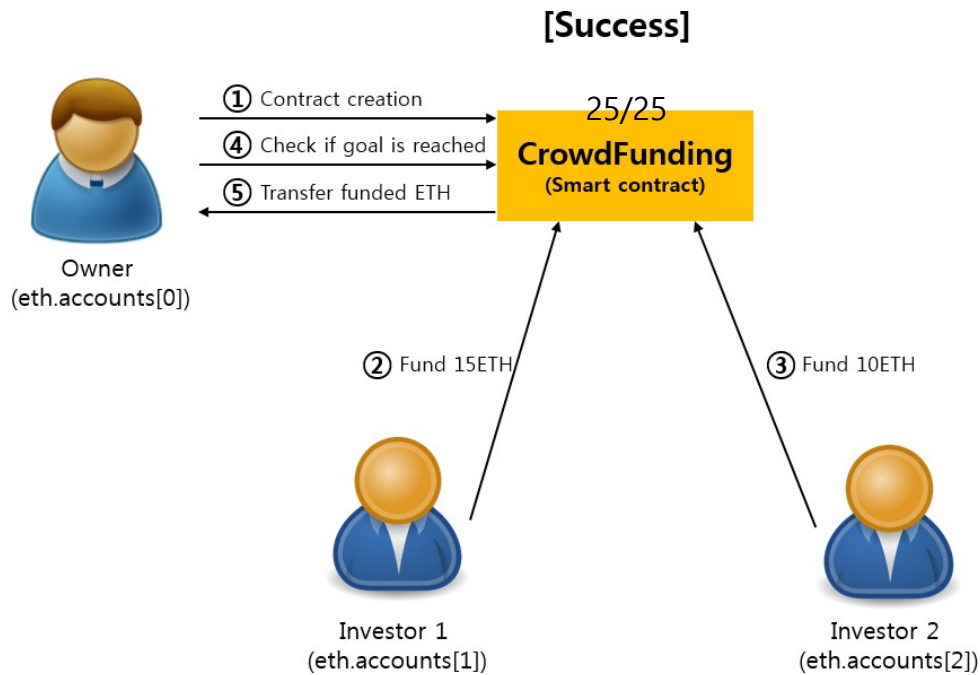 [Success]
① Contract creation
25/25
④ Check if goal is reached
CrowdFunding
(Smart contract)
⑤ Transfer funded ETH
Owner
(eth.accounts[0])
② Fund 15ETH
③ Fund 10ETH
Investor 1
(eth.accounts[1])
Investor 2
(eth.accounts[2])